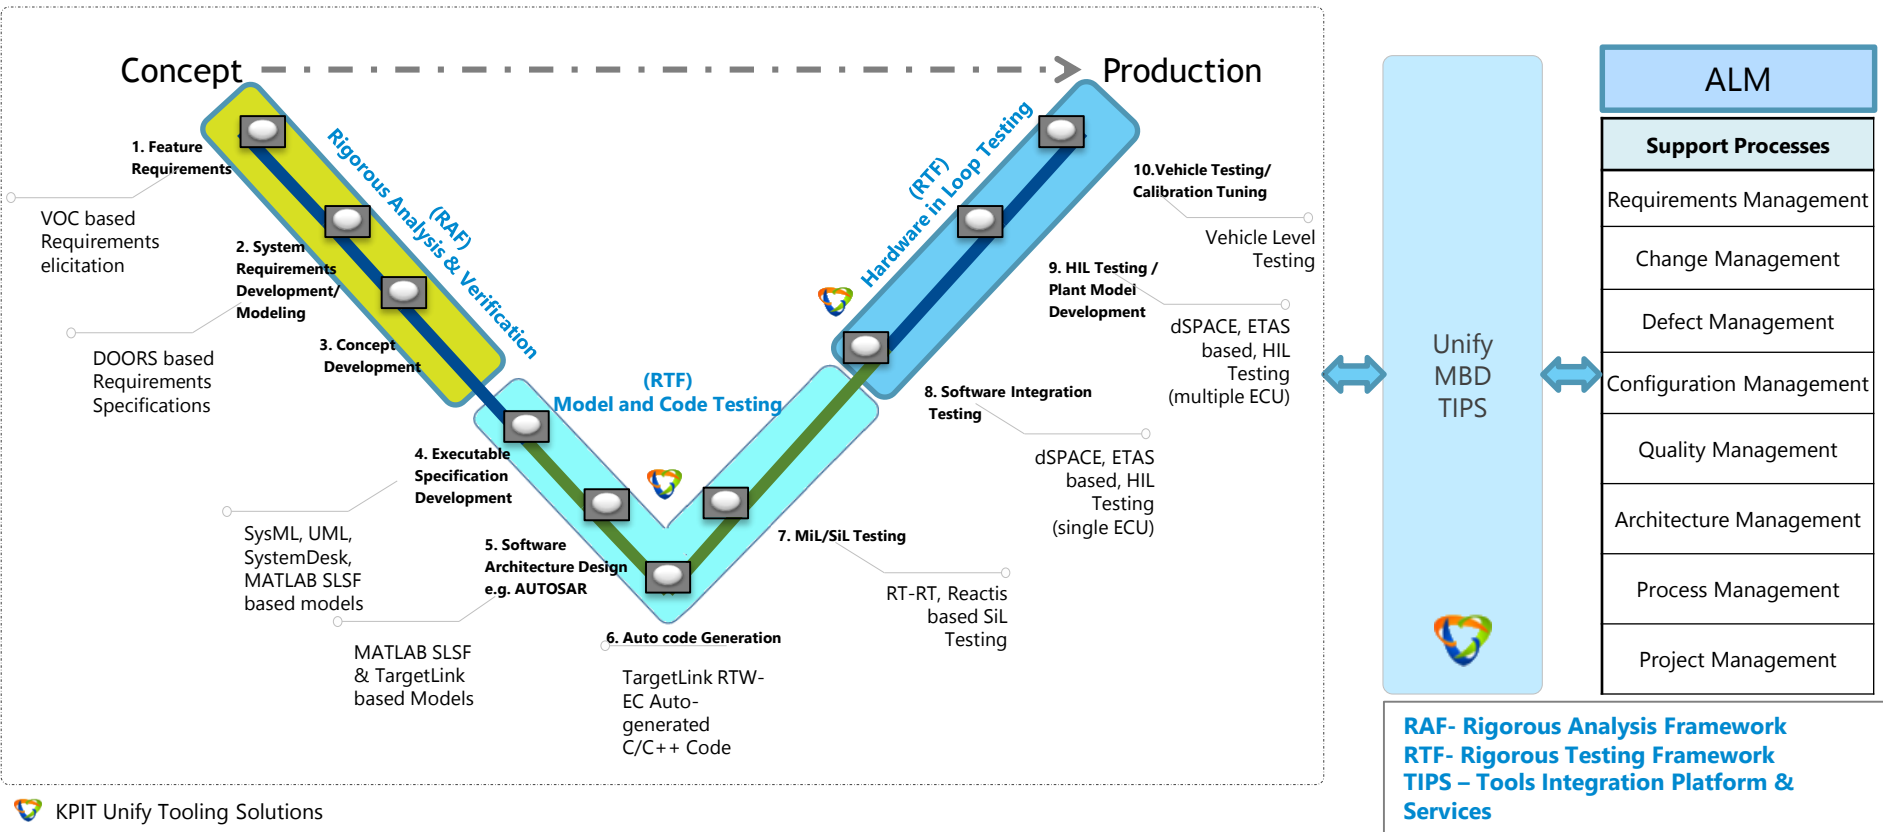 Concept
Production
1. Feature
Requirements
VOC based
Requirements
elicitation
2. System
Requirements
Development/
Modeling
DOORS based
Requirements
Specifications
3. Concept
Development
(RAF)
Rigorous Analysis & Verification
4. Executable
Specification
Development
SysML, UML,
SystemDesk,
MATLAB SLSF
based models
5. Software
Architecture Design
e.g. AUTOSAR
MATLAB SLSF
& TargetLink
based Models
6. Auto code Generation
TargetLink RTW-
EC Auto-
generated
C/C++ Code
(RTF)
Model and Code Testing
7. MiL/SiL Testing
RT-RT, Reactis
based SiL
Testing
8. Software Integration
Testing
dSPACE, ETAS
based, HIL
Testing
(single ECU)
(RTF)
Hardware in Loop Testing
9. HIL Testing /
Plant Model
Development
dSPACE, ETAS
based, HIL
Testing
(multiple ECU)
10.Vehicle Testing/
Calibration Tuning
Vehicle Level
Testing
Unify
MBD
TIPS
ALM
Support Processes
Requirements Management
Change Management
Defect Management
Configuration Management
Quality Management
Architecture Management
Process Management
Project Management
RAF- Rigorous Analysis Framework
RTF- Rigorous Testing Framework
TIPS – Tools Integration Platform &
Services
KPIT Unify Tooling Solutions